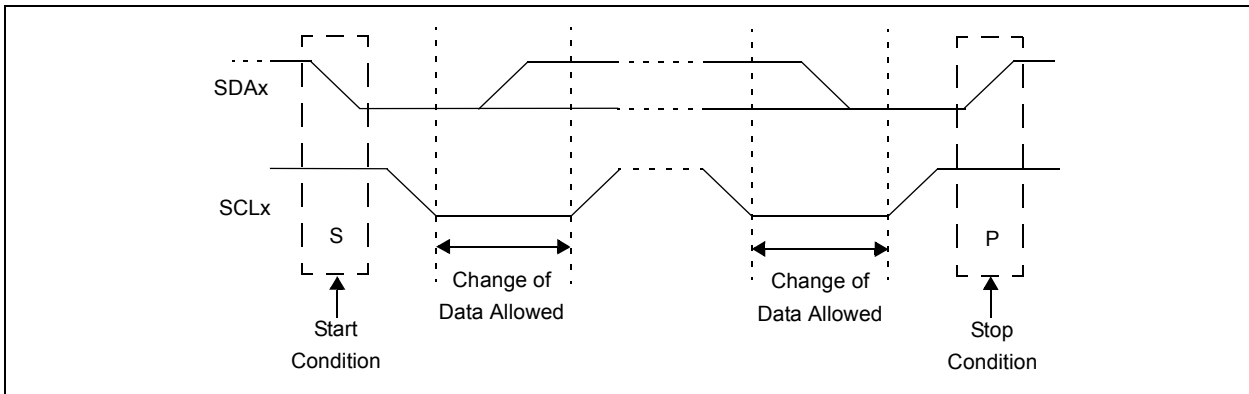 SDAx
SCLx
S
P
Change of
Data Allowed
Change of
Data Allowed
Start
Condition
Stop
Condition